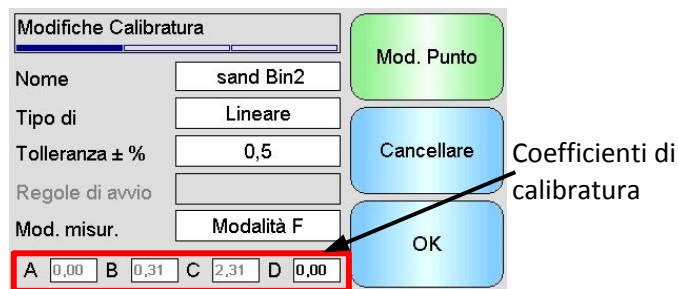 Modifiche Calibratura
Nome sand Bin2
Tipo di Lineare
Tolleranza ± % 0,5
Regole di avvio
Mod. misur. Modalità F
A 0,00 B 0,31 C 2,31 D 0,00
Mod. Punto
Cancellare
OK
Coefficienti di
calibratura